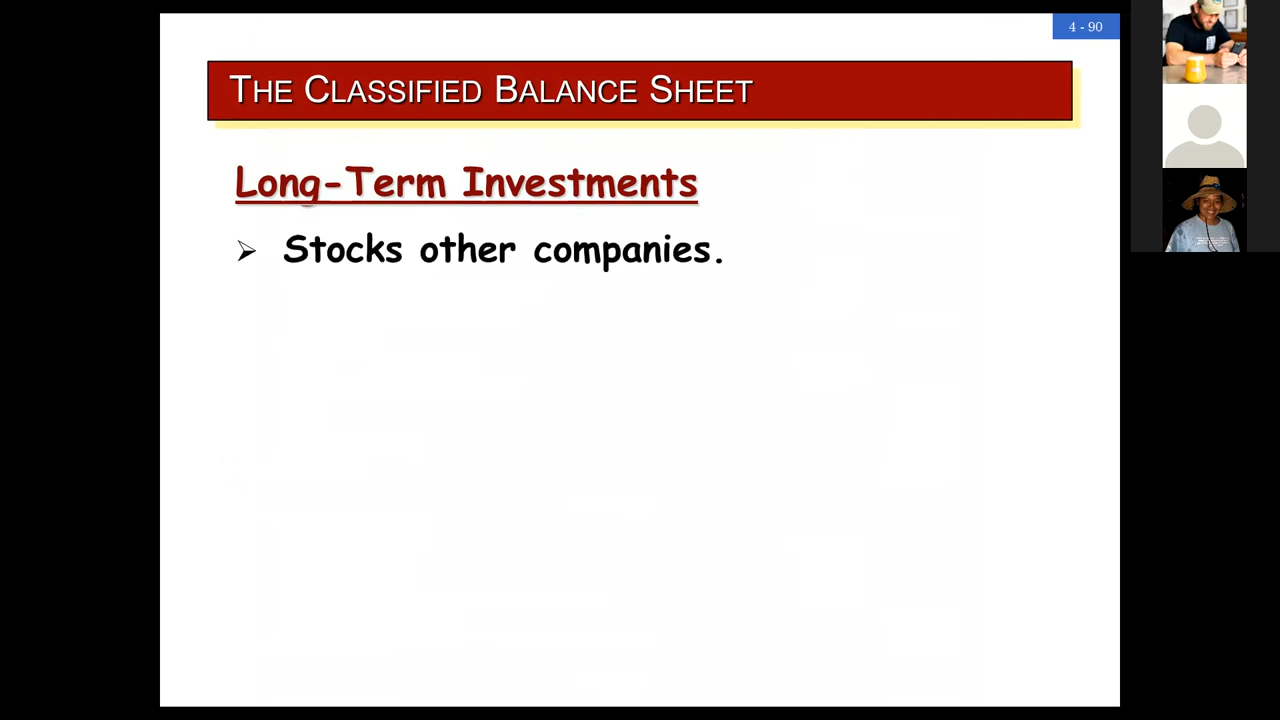 4 - 90
THE CLASSIFIED BALANCE SHEET
Long-Term Investments
➢ Stocks other companies.